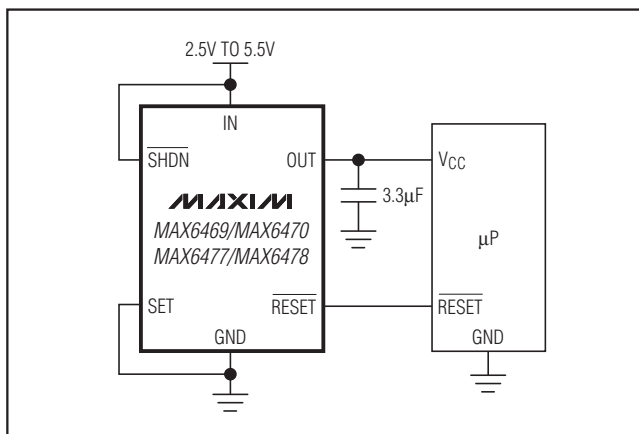 2.5V TO 5.5V
IN
SHDN
OUT
VCC
3.3µF
MAXIM
MAX6469/MAX6470
MAX6477/MAX6478
µP
SET
RESET
RESET
GND
GND